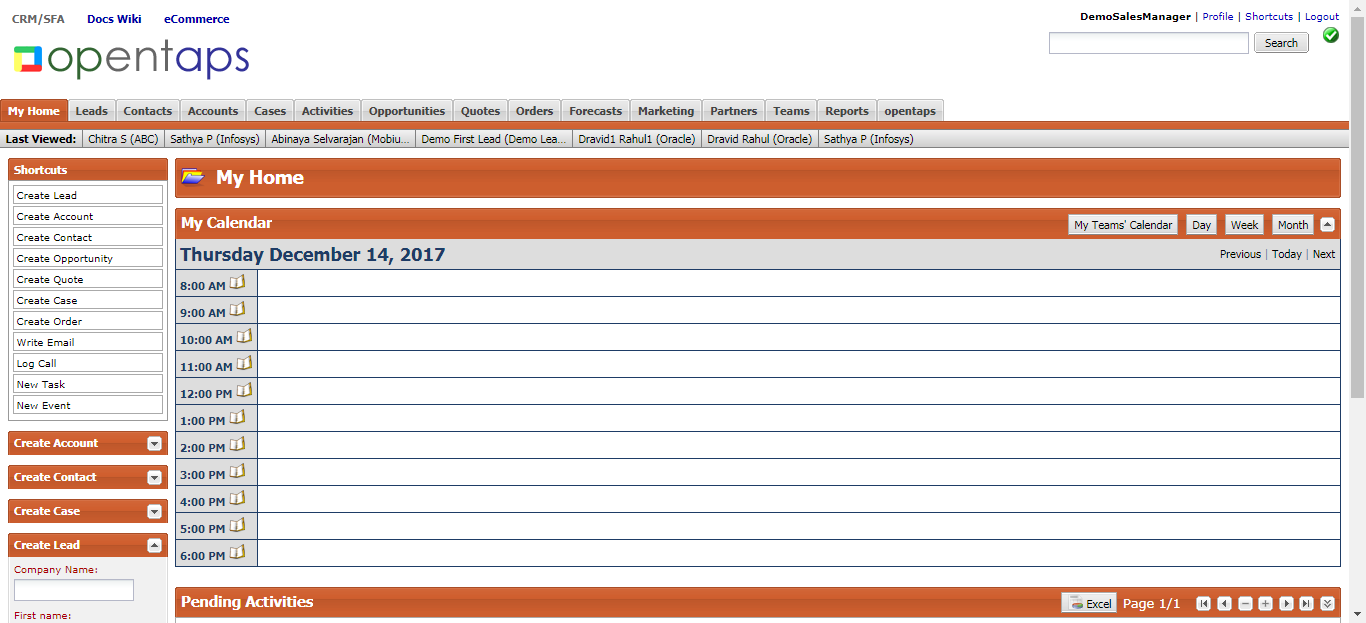 CRM/SFA Docs Wiki eCommerce
DemoSalesManager | Profile | Shortcuts | Logout
opentaps
Search
My Home Leads Contacts Accounts Cases Activities Opportunities Quotes Orders Forecasts Marketing Partners Teams Reports opentaps
Last Viewed: Chitra S (ABC) Sathya P (Infosys) Abinaya Selvarajan (Mobiu... Demo First Lead (Demo Lea... Dravid1 Rahul1 (Oracle) Dravid Rahul (Oracle) Sathya P (Infosys)
Shortcuts
Create Lead
Create Account
Create Contact
Create Opportunity
Create Quote
Create Case
Create Order
Write Email
Log Call
New Task
New Event
Create Account
Create Contact
Create Case
Create Lead
Company Name:
First name:
My Home
My Calendar My Teams' Calendar Day Week Month
Thursday December 14, 2017 Previous | Today | Next
8:00 AM
9:00 AM
10:00 AM
11:00 AM
12:00 PM
1:00 PM
2:00 PM
3:00 PM
4:00 PM
5:00 PM
6:00 PM
Pending Activities Excel Page 1/1